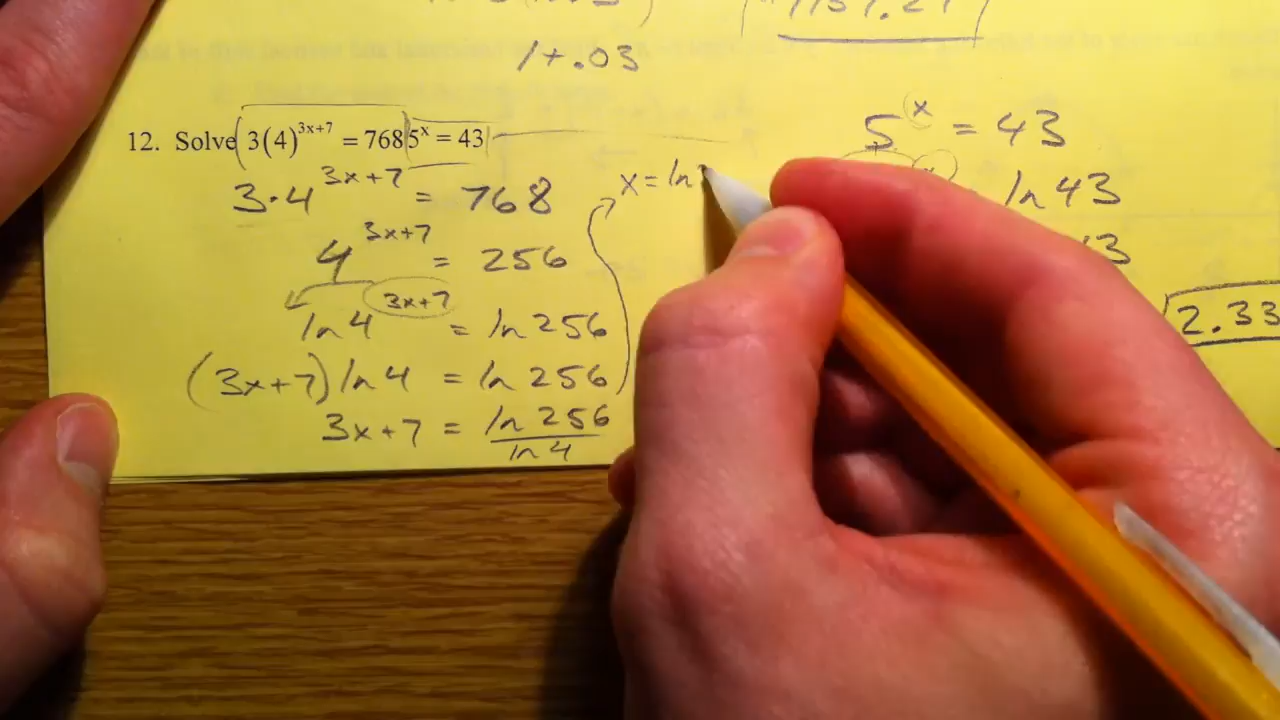 1+.03
12. Solve 3(4)^{3x+7} = 768 5^x = 43
3·4^{3x+7} = 768
4^{3x+7} = 256
ln 4^{3x+7} = ln 256
(3x+7) ln 4 = ln 256
3x+7 = ln 256 / ln 4
x = ln
5^x = 43
= ln 43
2.33